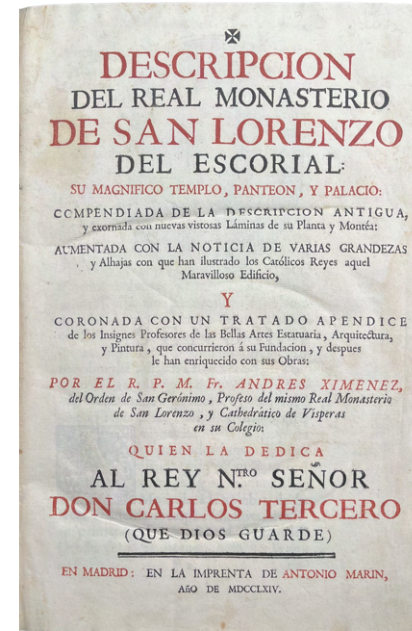 ✠
DESCRIPCION
DEL REAL MONASTERIO
DE SAN LORENZO
DEL ESCORIAL:
SU MAGNIFICO TEMPLO, PANTEON, Y PALACIO:
COMPENDIADA DE LA DESCRIPCION ANTIGUA,
y exornada con nuevas vistosas Láminas de su Planta y Montéa:
AUMENTADA CON LA NOTICIA DE VARIAS GRANDEZAS
y Alhajas con que han ilustrado los Católicos Reyes aquel
Maravilloso Edificio,
Y
CORONADA CON UN TRATADO APENDICE
de los Insignes Profesores de las Bellas Artes Estatuaria, Arquitectura,
y Pintura, que concurrieron á su Fundacion, y despues
le han enriquecido con sus Obras:
POR EL R. P. M. Fr. ANDRES XIMENEZ,
del Orden de San Gerónimo, Profeso del mismo Real Monasterio
de San Lorenzo, y Cathedrático de Visperas
en su Colegio:
QUIEN LA DEDICA
AL REY N.TRO SEÑOR
DON CARLOS TERCERO
(QUE DIOS GUARDE)
EN MADRID: EN LA IMPRENTA DE ANTONIO MARIN,
Año DE MDCCLXIV.